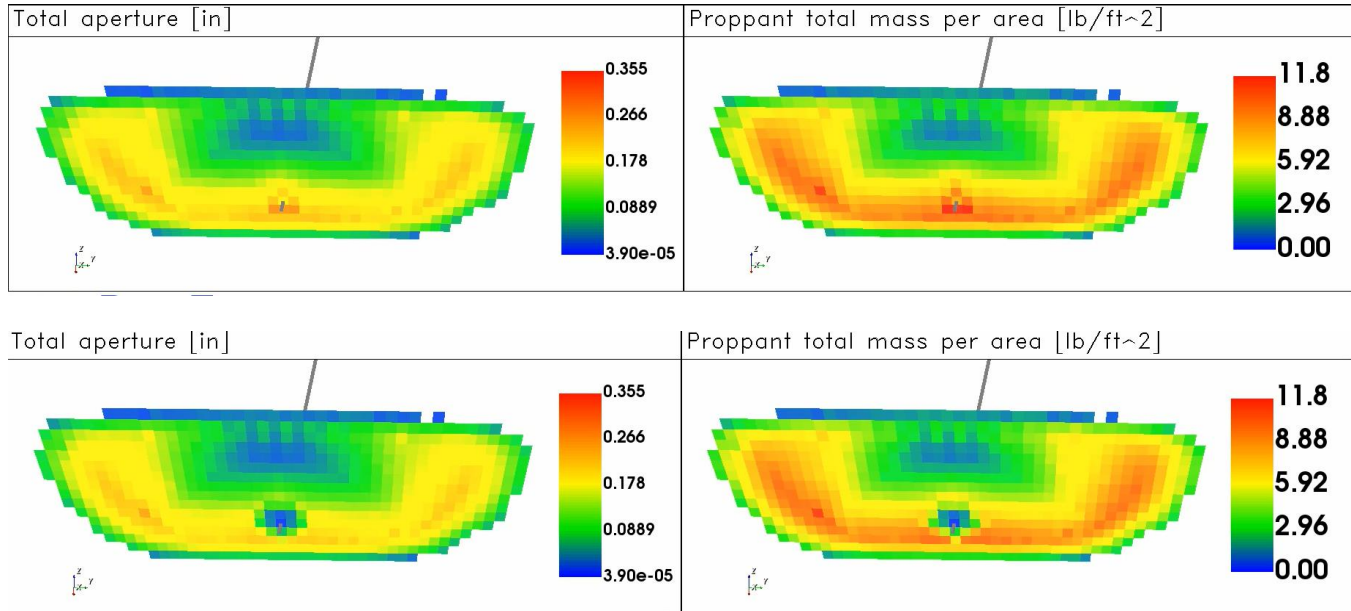 Total aperture [in]
Proppant total mass per area [lb/ft^2]
0.355
0.266
0.178
0.0889
3.90e-05
11.8
8.88
5.92
2.96
0.00
z
x
y
z
x
y
Total aperture [in]
Proppant total mass per area [lb/ft^2]
0.355
0.266
0.178
0.0889
3.90e-05
11.8
8.88
5.92
2.96
0.00
z
x
y
z
x
y